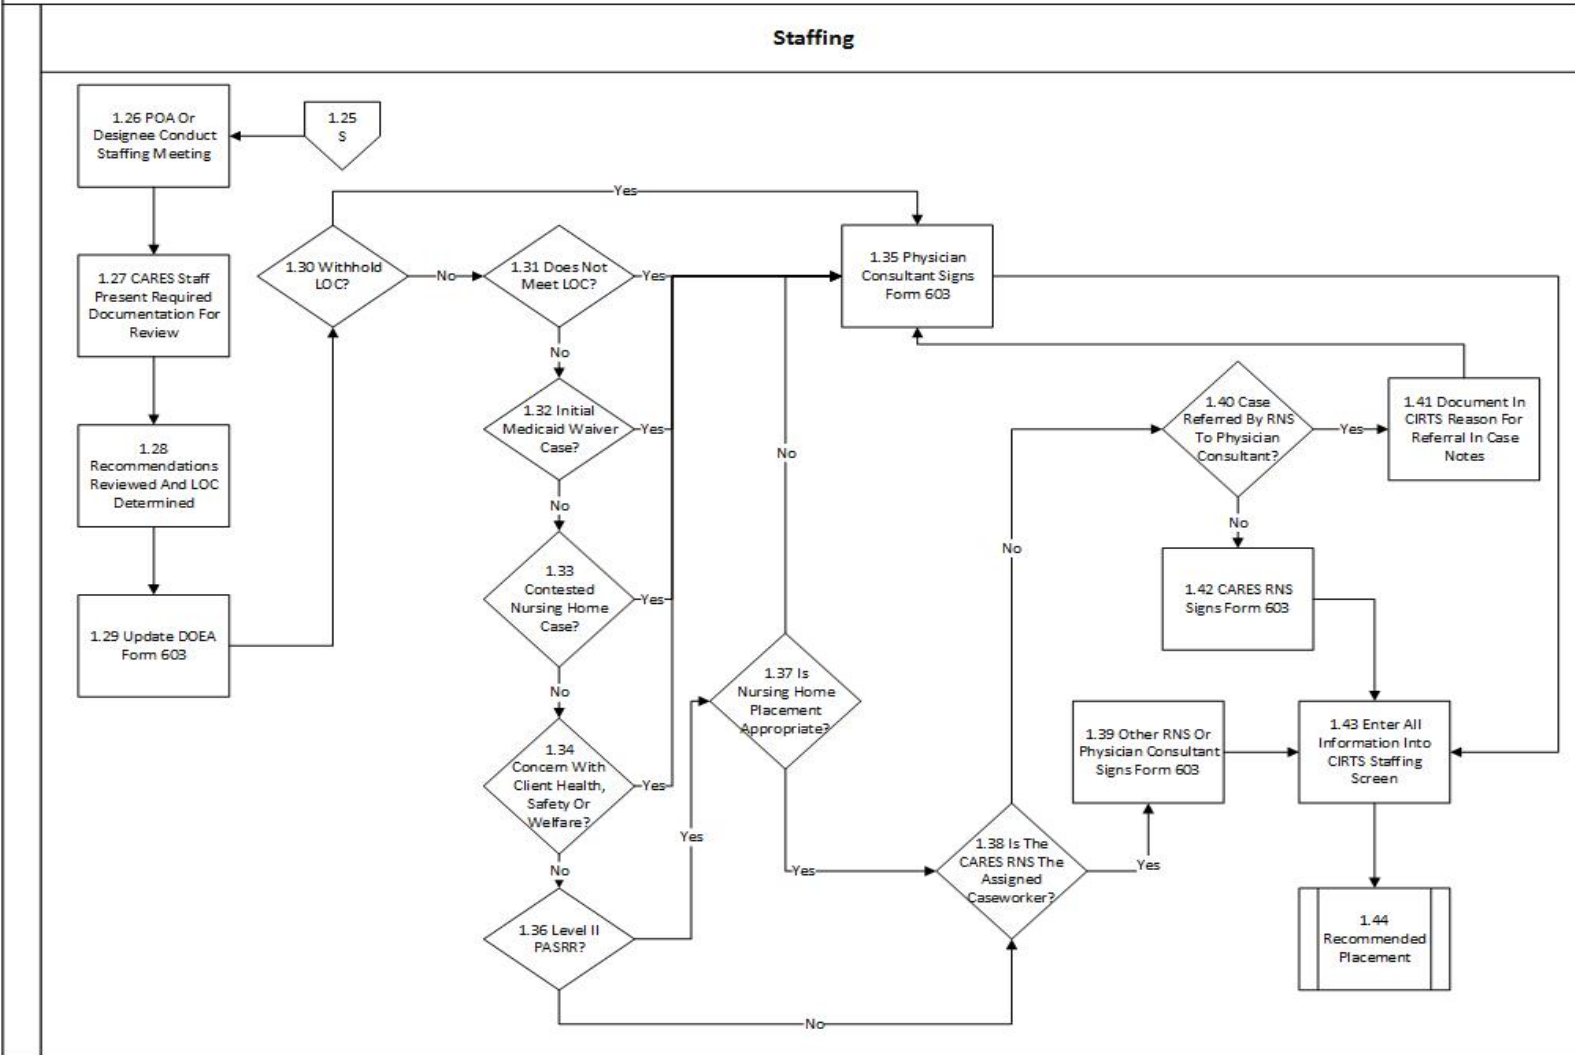 Staffing
1.26 POA Or
Designee Conduct
Staffing Meeting
1.25
S
1.27 CARES Staff
Present Required
Documentation For
Review
1.28
Recommendations
Reviewed And LOC
Determined
1.29 Update DOEA
Form 603
1.30 Withhold
LOC?
Yes
No
1.31 Does Not
Meet LOC?
Yes
No
1.32 Initial
Medicaid Waiver
Case?
Yes
No
1.33
Contested
Nursing Home
Case?
Yes
No
1.34
Concern With
Client Health,
Safety Or
Welfare?
Yes
No
1.36 Level II
PASRR?
Yes
No
1.35 Physician
Consultant Signs
Form 603
1.37 Is
Nursing Home
Placement
Appropriate?
No
Yes
1.38 Is The
CARES RNS The
Assigned
Caseworker?
No
Yes
1.39 Other RNS Or
Physician Consultant
Signs Form 603
1.40 Case
Referred By RNS
To Physician
Consultant?
Yes
No
1.41 Document In
CIRTS Reason For
Referral In Case
Notes
1.42 CARES RNS
Signs Form 603
1.43 Enter All
Information Into
CIRTS Staffing
Screen
1.44
Recommended
Placement